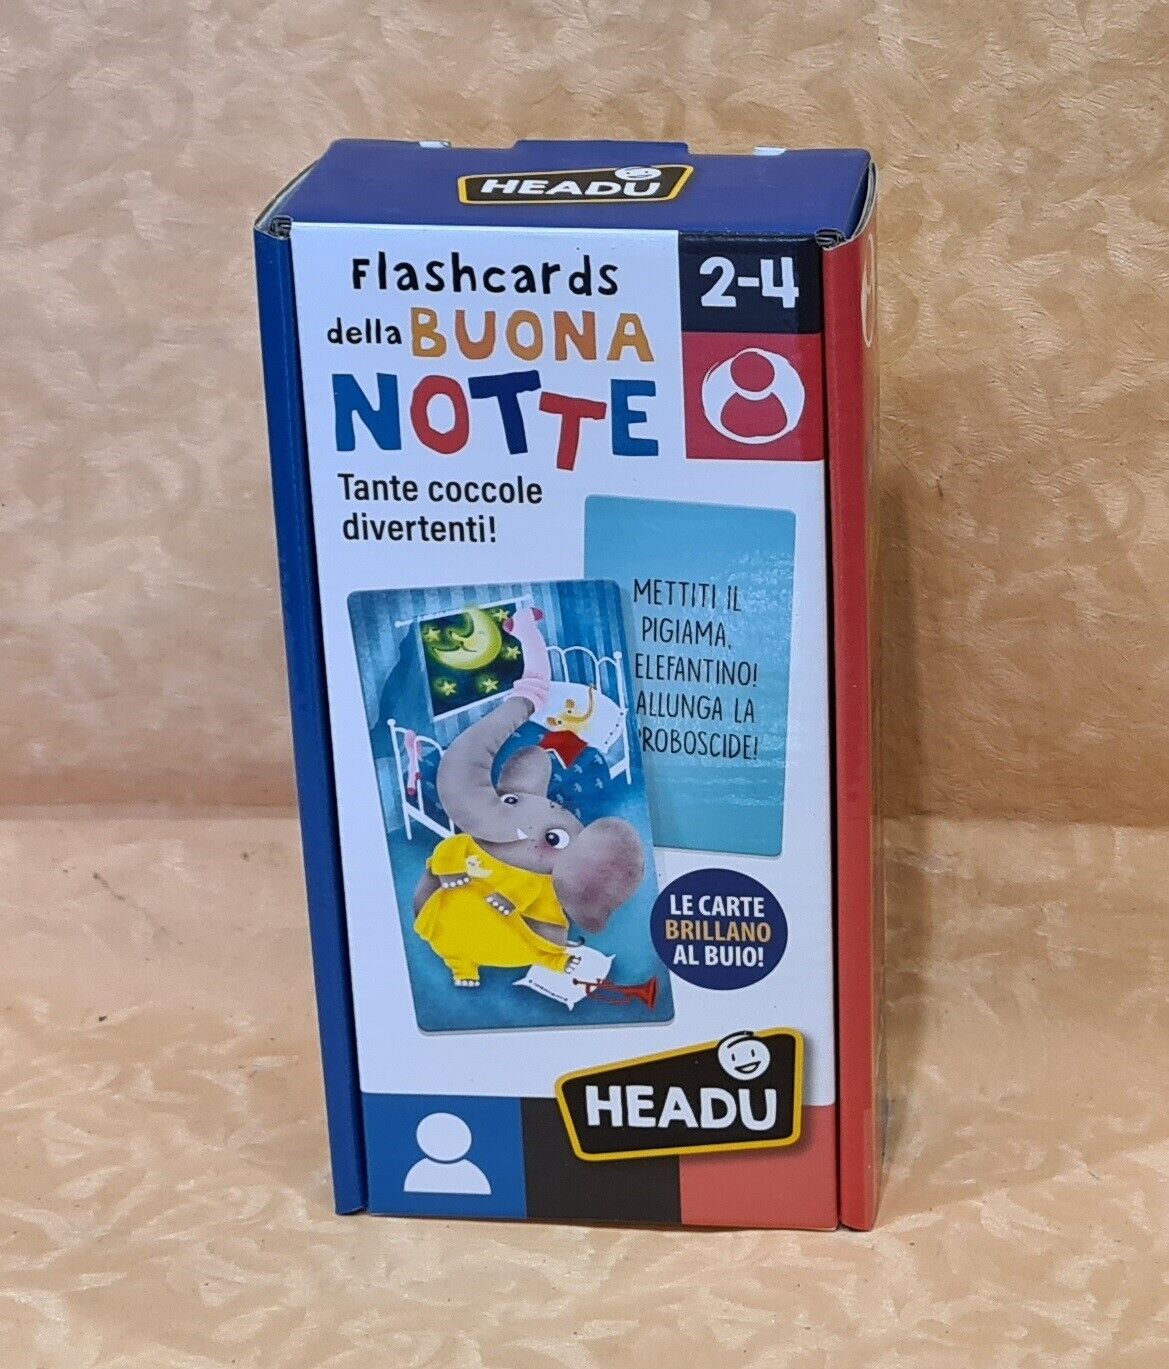 HEADU
Flashcards
della BUONA
NOTTE
2-4
Tante coccole
divertenti!
METTITI IL
PIGIAMA,
ELEFANTINO!
ALLUNGA LA
PROBOSCIDE!
LE CARTE
BRILLANO
AL BUIO!
HEADU